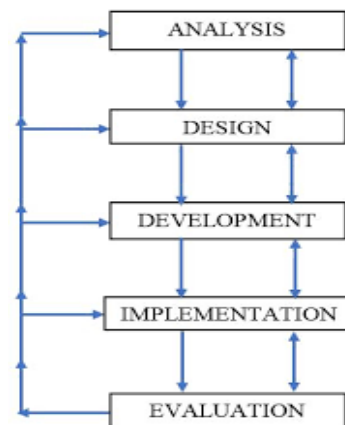 ANALYSIS
DESIGN
DEVELOPMENT
IMPLEMENTATION
EVALUATION